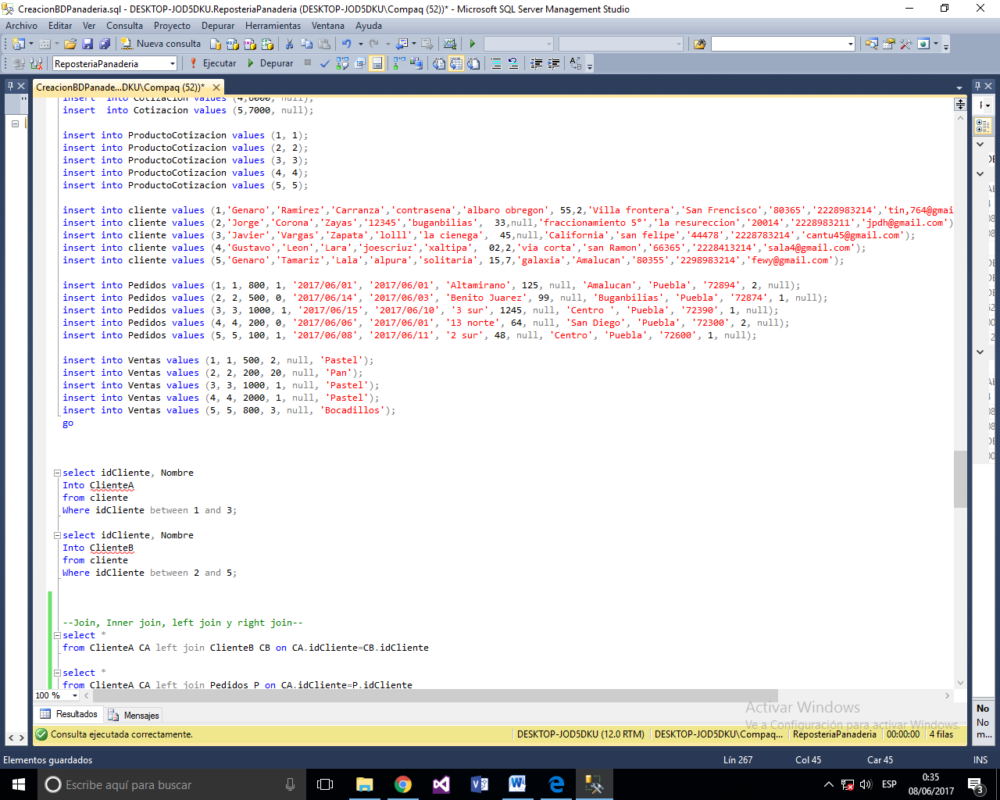 CreacionBDPanaderia.sql - DESKTOP-JOD5DKU.ReposteriaPanaderia (DESKTOP-JOD5DKU\Compaq (52))* - Microsoft SQL Server Management Studio
Archivo Editar Ver Consulta Proyecto Depurar Herramientas Ventana Ayuda
Nueva consulta
ReposteriaPanaderia Ejecutar Depurar
CreacionBDPanade...DKU\Compaq (52))*
insert  into Cotizacion values (4,6000, null);
insert  into Cotizacion values (5,7000, null);
insert into ProductoCotizacion values (1, 1);
insert into ProductoCotizacion values (2, 2);
insert into ProductoCotizacion values (3, 3);
insert into ProductoCotizacion values (4, 4);
insert into ProductoCotizacion values (5, 5);
insert into cliente values (1,'Genaro','Ramirez','Carranza','contrasena','albaro obregon', 55,2,'Villa frontera','San Frencisco','80365','2228983214','tin,764@gmai
insert into cliente values (2,'Jorge','Corona','Zayas','12345','buganbilias',  33,null,'fraccionamiento 5°','la resureccion','20014','2228983211','jpdh@gmail.com')
insert into cliente values (3,'Javier','Vargas','Zapata','lolll','la cienega',  45,null,'California','san felipe','44478','2228783214','cantu45@gmail.com');
insert into cliente values (4,'Gustavo','Leon','Lara','joescriuz','xaltipa',  02,2,'via corta','san Ramon','66365','2228413214','sala4@gmail.com');
insert into cliente values (5,'Genaro','Tamariz','Lala','alpura','solitaria', 15,7,'galaxia','Amalucan','80355','2298983214','fewy@gmail.com');
insert into Pedidos values (1, 1, 800, 1, '2017/06/01', '2017/06/01', 'Altamirano', 125, null, 'Amalucan', 'Puebla', '72894', 2, null);
insert into Pedidos values (2, 2, 500, 0, '2017/06/14', '2017/06/03', 'Benito Juarez', 99, null, 'Buganbilias', 'Puebla', '72874', 1, null);
insert into Pedidos values (3, 3, 1000, 1, '2017/06/15', '2017/06/10', '3 sur', 1245, null, 'Centro ', 'Puebla', '72390', 1, null);
insert into Pedidos values (4, 4, 200, 0, '2017/06/06', '2017/06/01', '13 norte', 64, null, 'San Diego', 'Puebla', '72300', 2, null);
insert into Pedidos values (5, 5, 100, 1, '2017/06/08', '2017/06/11', '2 sur', 48, null, 'Centro', 'Puebla', '72600', 1, null);
insert into Ventas values (1, 1, 500, 2, null, 'Pastel');
insert into Ventas values (2, 2, 200, 20, null, 'Pan');
insert into Ventas values (3, 3, 1000, 1, null, 'Pastel');
insert into Ventas values (4, 4, 2000, 1, null, 'Pastel');
insert into Ventas values (5, 5, 800, 3, null, 'Bocadillos');
go
select idCliente, Nombre
Into ClienteA
from cliente
Where idCliente between 1 and 3;
select idCliente, Nombre
Into ClienteB
from cliente
Where idCliente between 2 and 5;
--Join, Inner join, left join y right join--
select *
from ClienteA CA left join ClienteB CB on CA.idCliente=CB.idCliente
select *
from ClienteA CA left join Pedidos P on CA.idCliente=P.idCliente
100 %
Resultados Mensajes
Activar Windows
Ve a Configuración para activar Windows.
No
No
m...
Consulta ejecutada correctamente. DESKTOP-JOD5DKU (12.0 RTM) DESKTOP-JOD5DKU\Compaq... ReposteriaPanaderia 00:00:00 4 filas
Elementos guardados Lín 267 Col 45 Car 45 INS
Escribe aquí para buscar ESP 0:35
08/06/2017 3